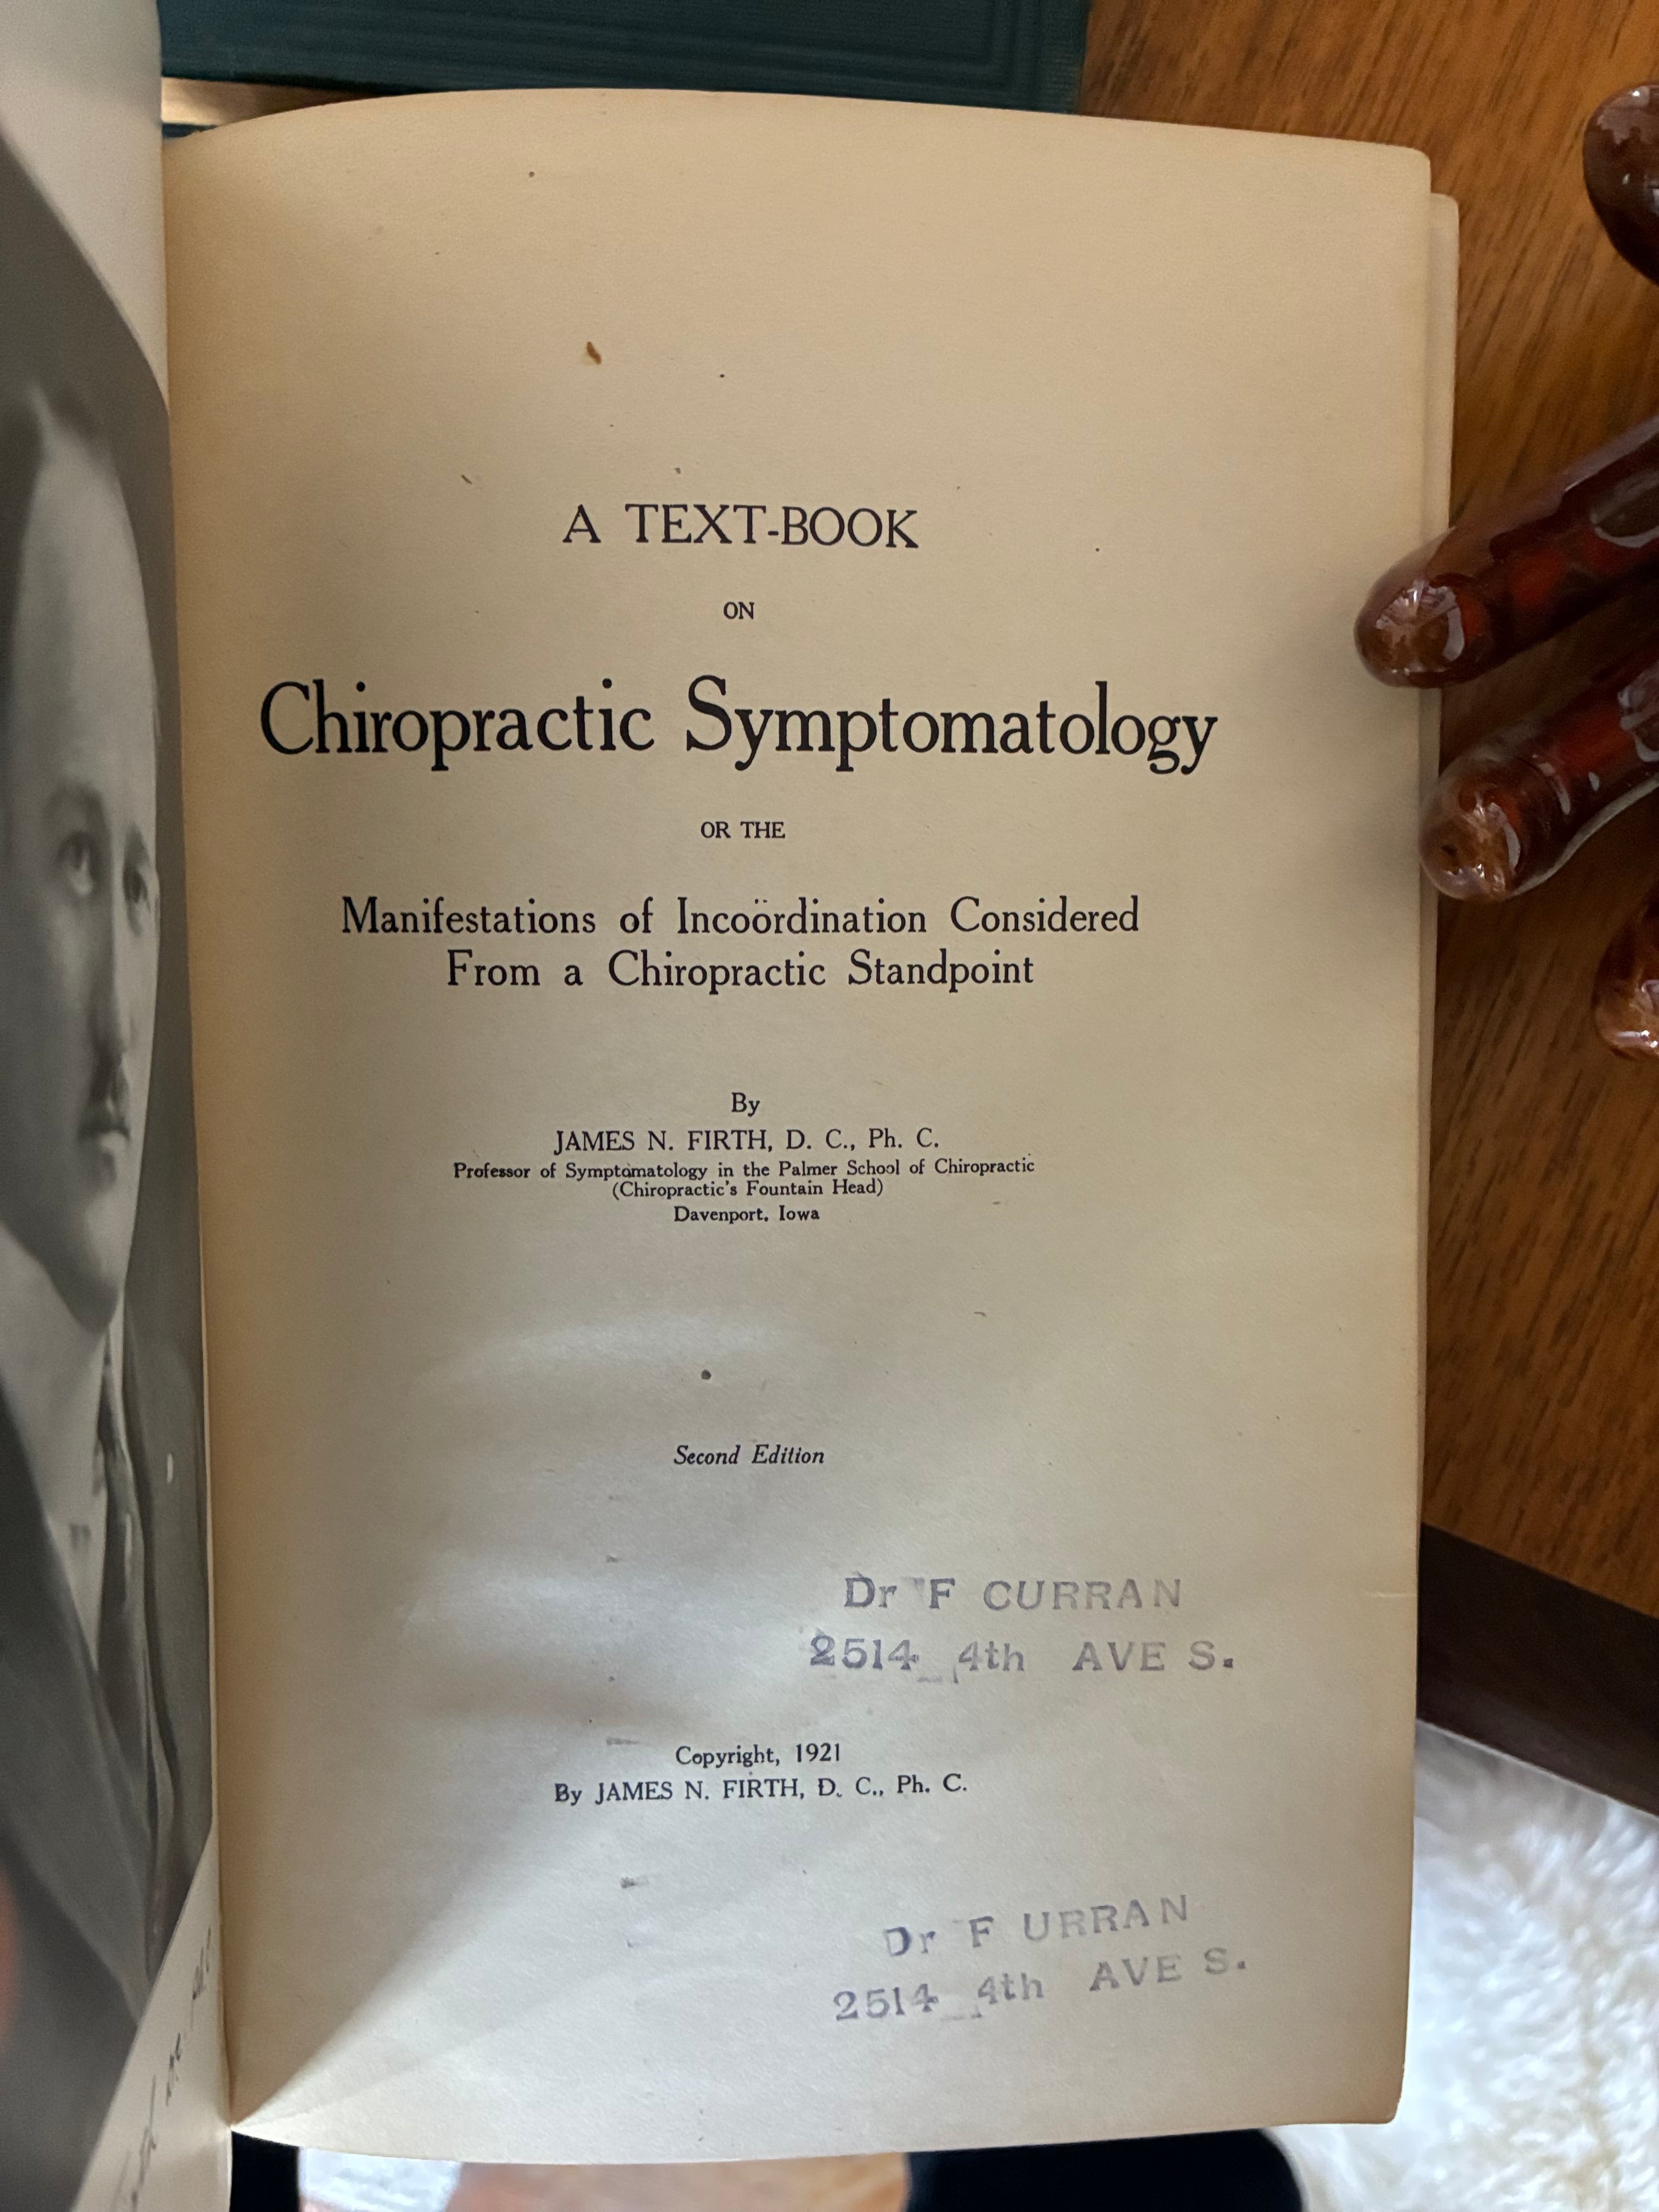 A TEXT-BOOK
ON
Chiropractic Symptomatology
OR THE
Manifestations of Incoördination Considered
From a Chiropractic Standpoint
By
JAMES N. FIRTH, D. C., Ph. C.
Professor of Symptomatology in the Palmer School of Chiropractic
(Chiropractic's Fountain Head)
Davenport, Iowa
Second Edition
Dr F CURRAN
2514 4th AVE S.
Copyright, 1921
By JAMES N. FIRTH, D. C., Ph. C.
Dr F URRAN
2514 4th AVE S.